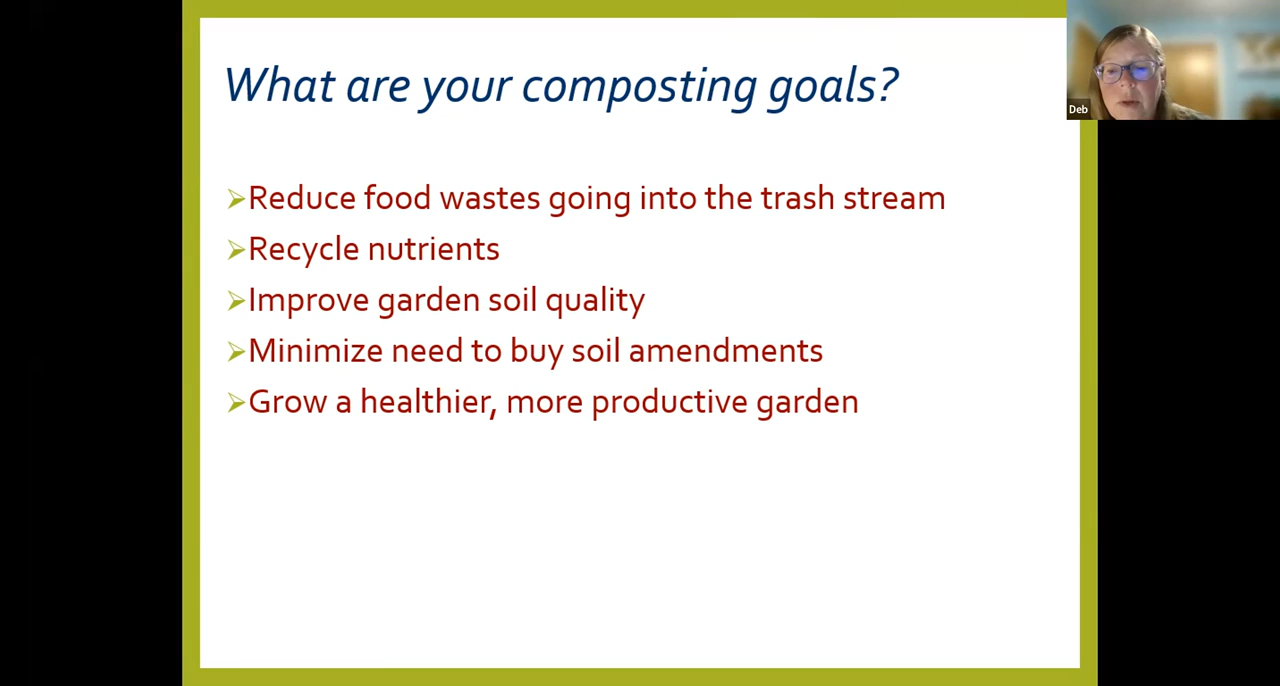 What are your composting goals?
Deb
➢Reduce food wastes going into the trash stream
➢Recycle nutrients
➢Improve garden soil quality
➢Minimize need to buy soil amendments
➢Grow a healthier, more productive garden